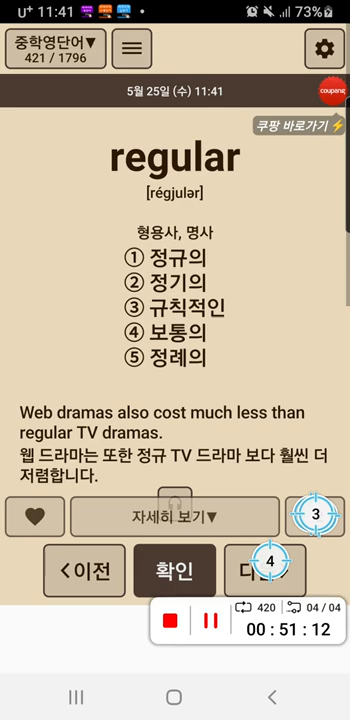 U⁺ 11:41 73%
중학영단어▼
421 / 1796
5월 25일 (수) 11:41
coupang
쿠팡 바로가기⚡
regular
[régjulər]
형용사, 명사
① 정규의
② 정기의
③ 규칙적인
④ 보통의
⑤ 정례의
Web dramas also cost much less than
regular TV dramas.
웹 드라마는 또한 정규 TV 드라마 보다 훨씬 더
저렴합니다.
자세히 보기▼
3
<이전
확인
4
420
04 / 04
00 : 51 : 12